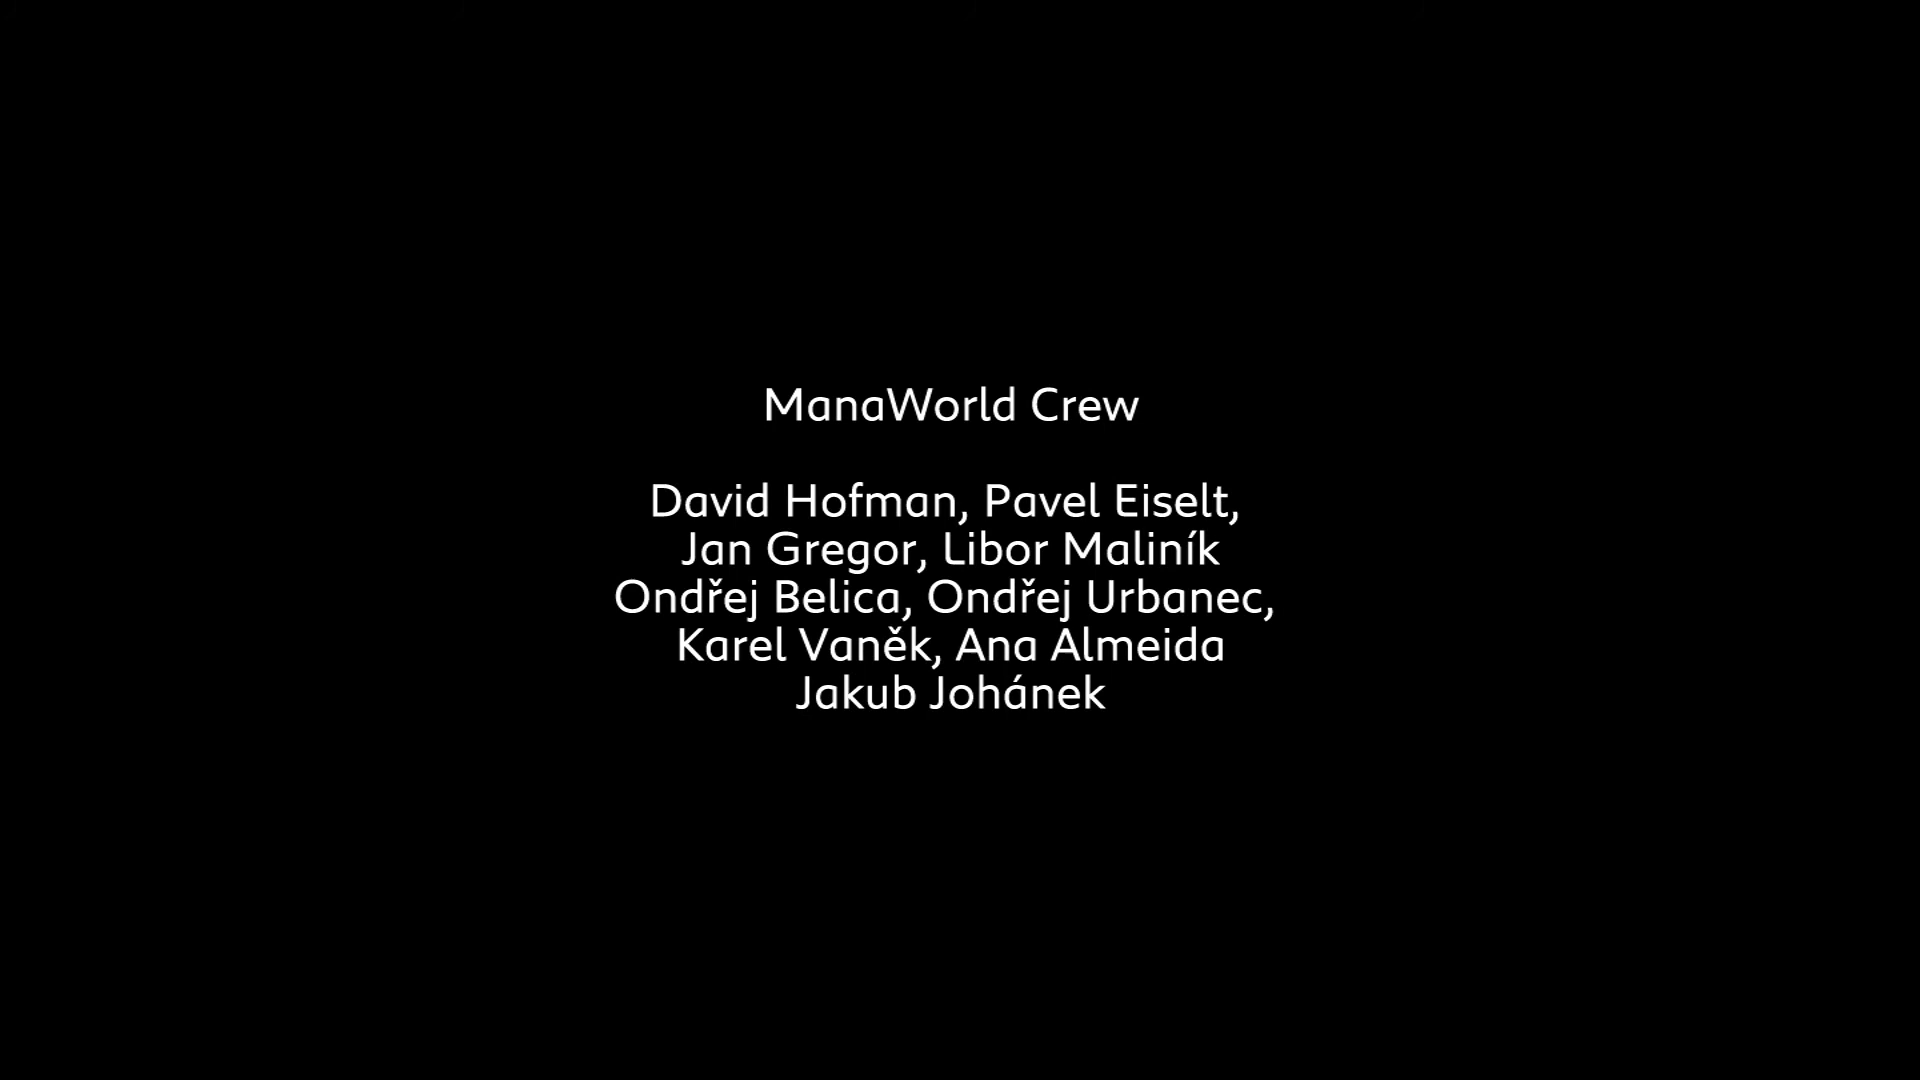 ManaWorld Crew
David Hofman, Pavel Eiselt,
Jan Gregor, Libor Maliník
Ondřej Belica, Ondřej Urbanec,
Karel Vaněk, Ana Almeida
Jakub Johánek